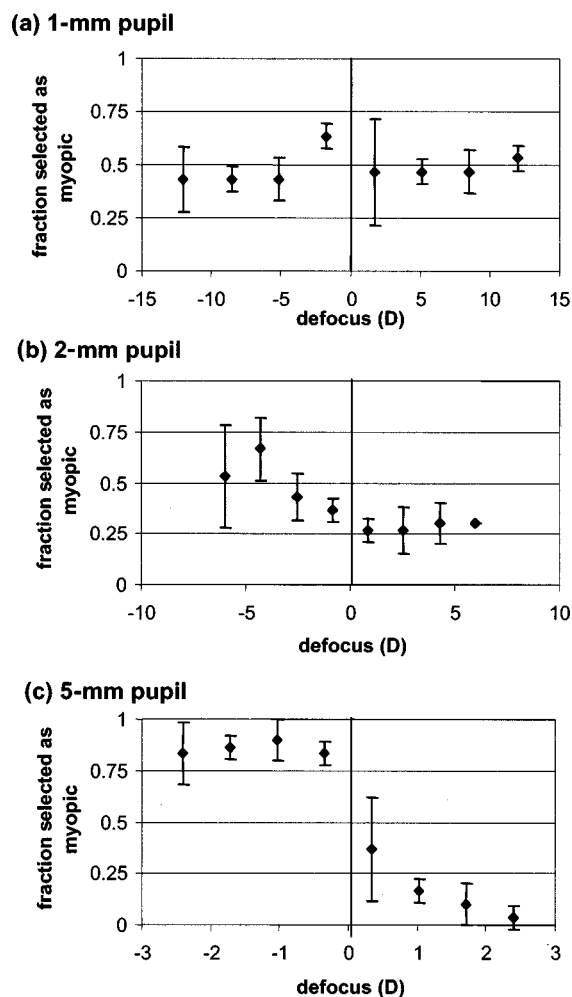 (a) 1-mm pupil
fraction selected as
myopic
1
0.75
0.5
0.25
0
-15 -10 -5 0 5 10 15
defocus (D)
(b) 2-mm pupil
fraction selected as
myopic
1
0.75
0.5
0.25
0
-10 -5 0 5 10
defocus (D)
(c) 5-mm pupil
fraction selected as
myopic
1
0.75
0.5
0.25
0
-3 -2 -1 0 1 2 3
defocus (D)